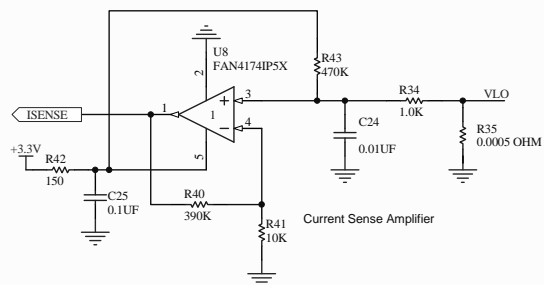 U8
FAN4174IP5X
R43
470K
2
1
3
R34
VLO
ISENSE
+
1
1.0K
−
4
C24
R35
0.0005 OHM
+3.3V
R42
5
0.01UF
150
C25
R40
0.1UF
390K
R41
10K
Current Sense Amplifier